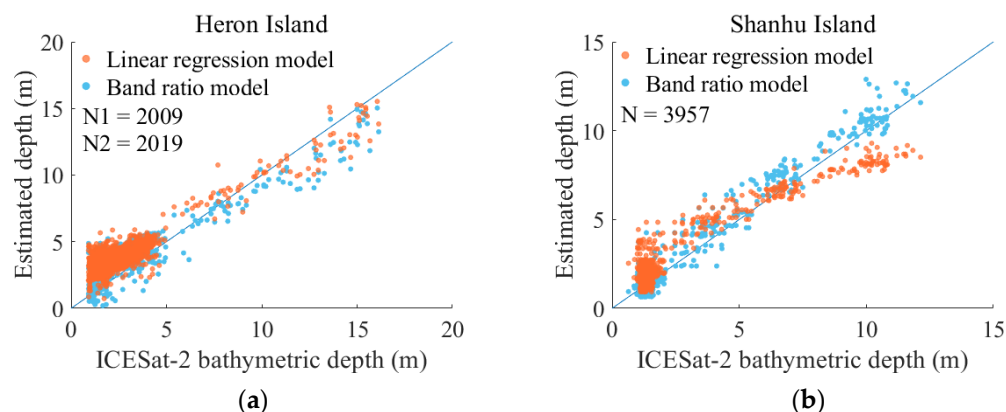 Heron Island
20
15
10
5
0
Estimated depth (m)
Linear regression model
Band ratio model
N1 = 2009
N2 = 2019
0 5 10 15 20
ICESat-2 bathymetric depth (m)
(a)
Shanhu Island
15
10
5
0
Estimated depth (m)
Linear regression model
Band ratio model
N = 3957
0 5 10 15
ICESat-2 bathymetric depth (m)
(b)